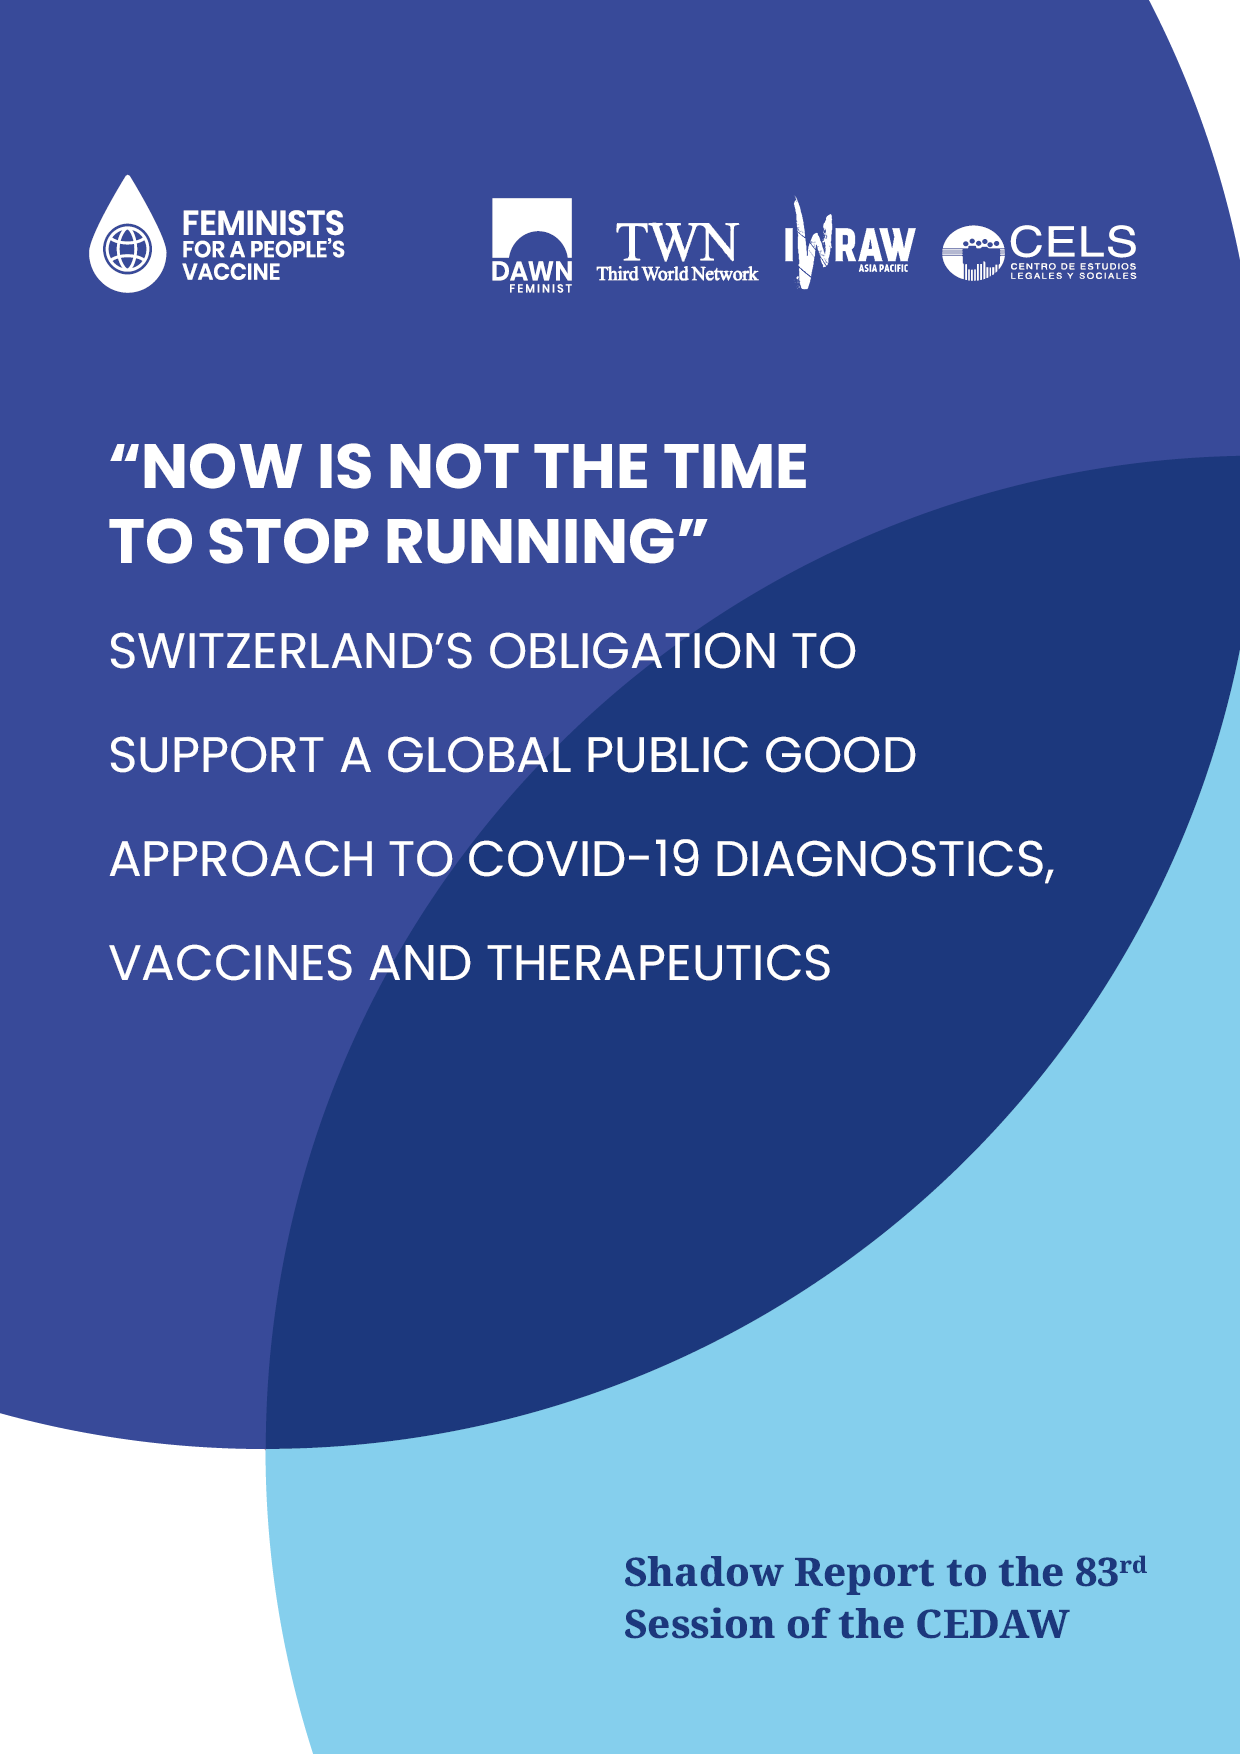 FEMINISTS
FOR A PEOPLE'S
VACCINE
DAWN
FEMINIST
TWN
Third World Network
IWRAW
ASIA PACIFIC
CELS
CENTRO DE ESTUDIOS
LEGALES Y SOCIALES
“NOW IS NOT THE TIME
TO STOP RUNNING”
SWITZERLAND’S OBLIGATION TO
SUPPORT A GLOBAL PUBLIC GOOD
APPROACH TO COVID-19 DIAGNOSTICS,
VACCINES AND THERAPEUTICS
Shadow Report to the 83rd
Session of the CEDAW